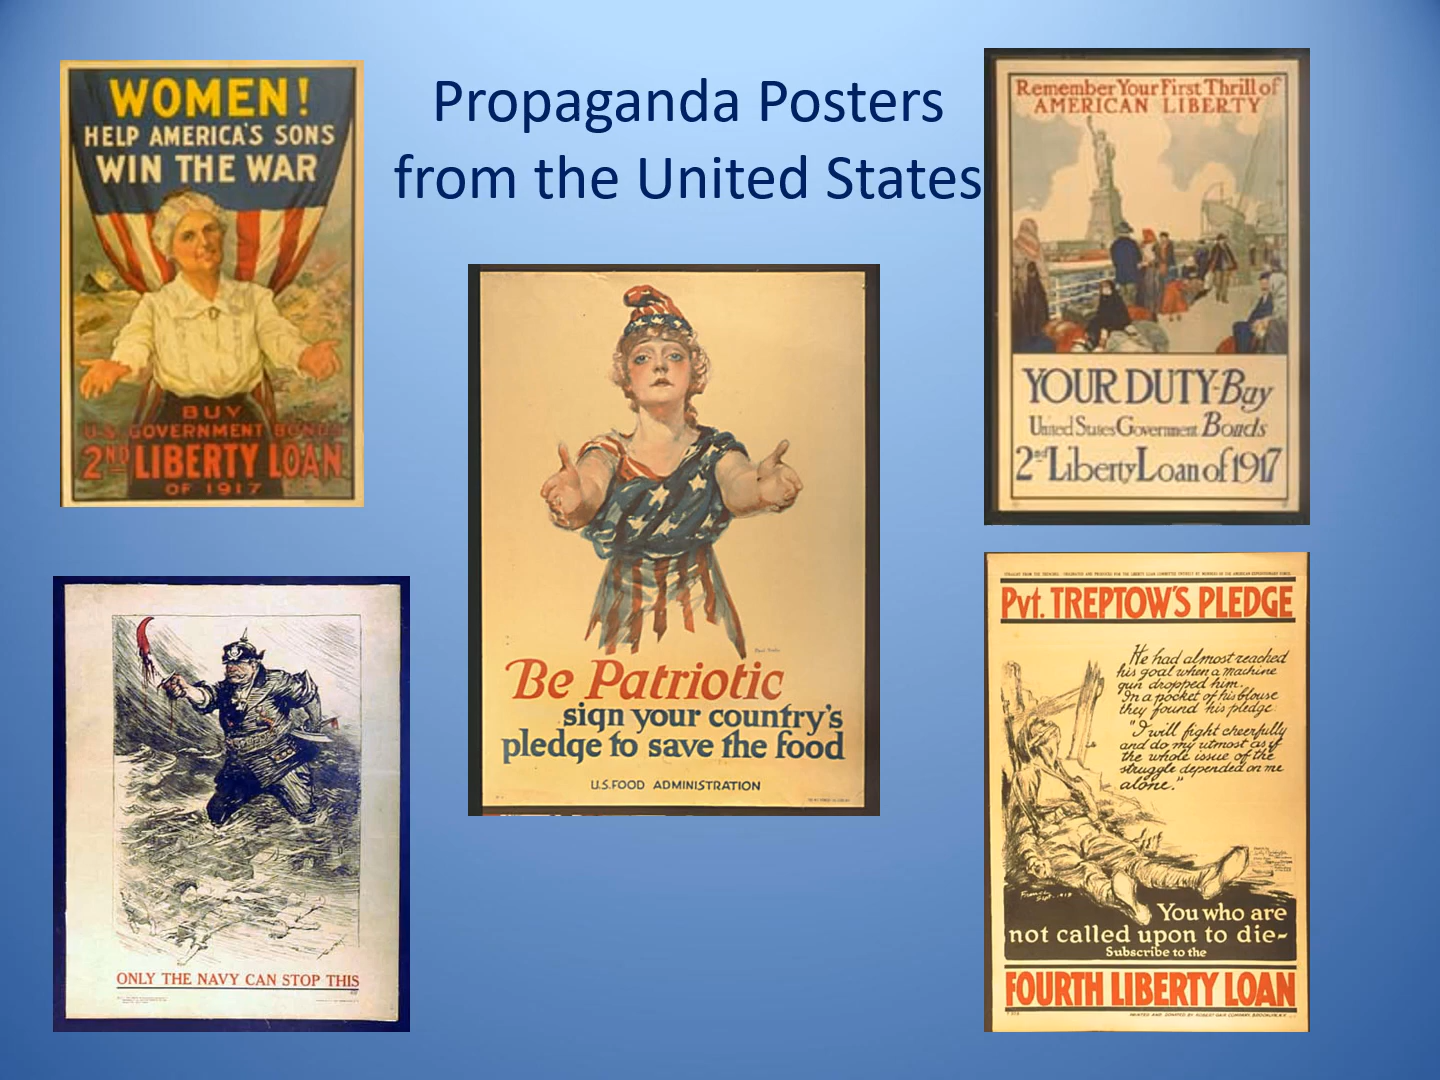 Propaganda Posters
from the United States
WOMEN!
HELP AMERICA'S SONS
WIN THE WAR
BUY
U.S. GOVERNMENT BONDS
2ND LIBERTY LOAN
OF 1917
Remember Your First Thrill of
AMERICAN LIBERTY
YOUR DUTY-Buy
United States Government Bonds
2nd Liberty Loan of 1917
Be Patriotic
sign your country's
pledge to save the food
U.S. FOOD ADMINISTRATION
ONLY THE NAVY CAN STOP THIS
Pvt. TREPTOW'S PLEDGE
He had almost reached
his goal when a machine
gun dropped him.
In a pocket of his blouse
they found his pledge
"I will fight cheerfully
and do my utmost as if
the whole issue of the
struggle depended on me
alone."
You who are
not called upon to die-
Subscribe to the
FOURTH LIBERTY LOAN